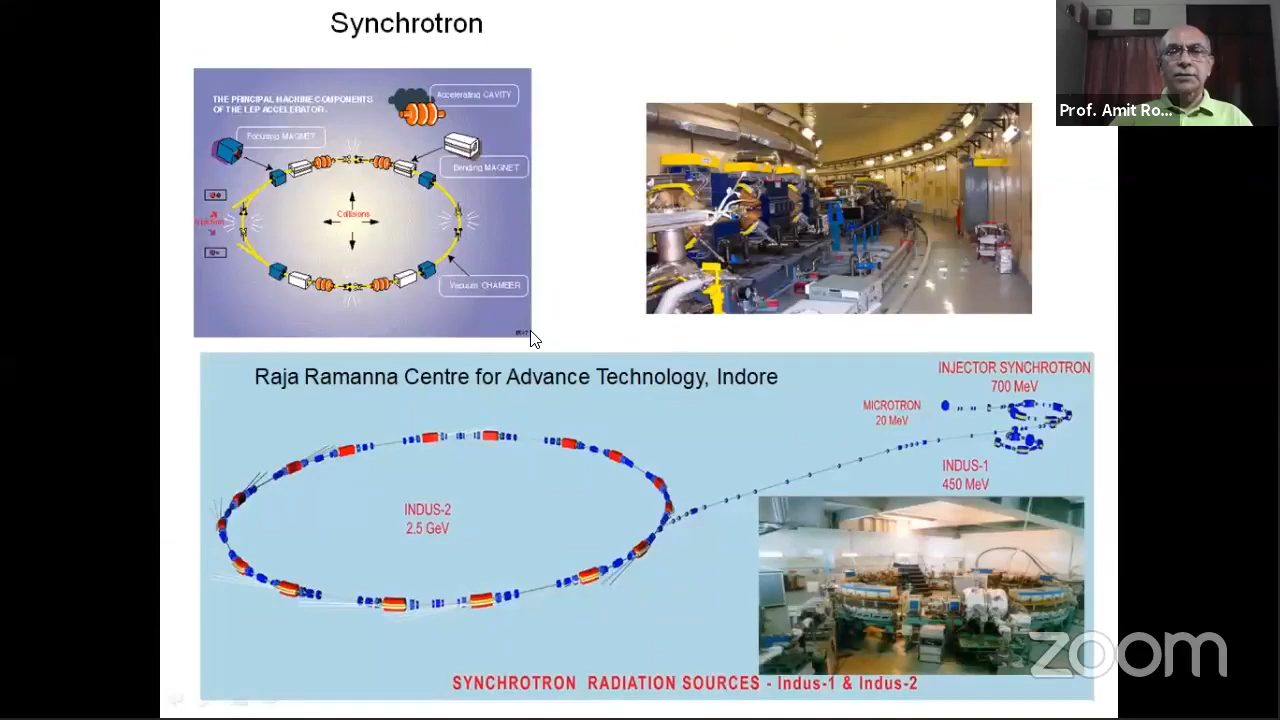 Synchrotron
Prof. Amit Ro...
THE PRINCIPAL MACHINE COMPONENTS
OF THE LEP ACCELERATOR.
Accelerating CAVITY
Focusing MAGNET
Bending MAGNET
Collisions
Vacuum CHAMBER
Raja Ramanna Centre for Advance Technology, Indore
INJECTOR SYNCHROTRON
700 MeV
MICROTRON
20 MeV
INDUS-1
450 MeV
INDUS-2
2.5 GeV
zoom
SYNCHROTRON RADIATION SOURCES - Indus-1 & Indus-2